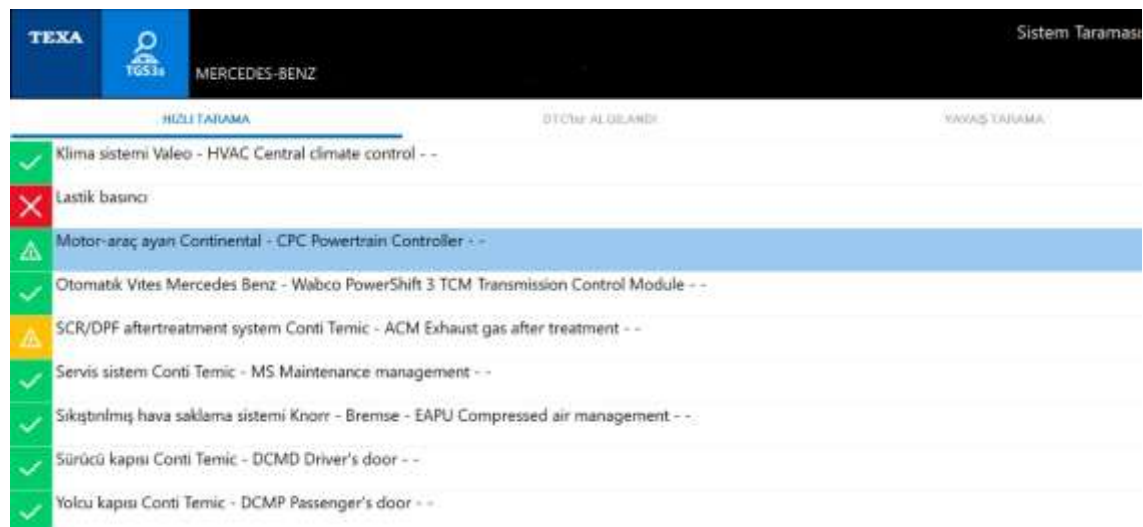 TEXA
TGS3s
Sistem Taraması
MERCEDES-BENZ
HIZLI TARAMA
DTC'ler ALGILANDI
YAVAŞ TARAMA
Klima sistemi Valeo - HVAC Central climate control - -
Lastik basıncı
Motor-araç ayarı Continental - CPC Powertrain Controller - -
Otomatik Vites Mercedes Benz - Wabco PowerShift 3 TCM Transmission Control Module - -
SCR/DPF aftertreatment system Conti Temic - ACM Exhaust gas after treatment - -
Servis sistem Conti Temic - MS Maintenance management - -
Sıkıştırılmış hava saklama sistemi Knorr - Bremse - EAPU Compressed air management - -
Sürücü kapısı Conti Temic - DCMD Driver's door - -
Yolcu kapısı Conti Temic - DCMP Passenger's door - -